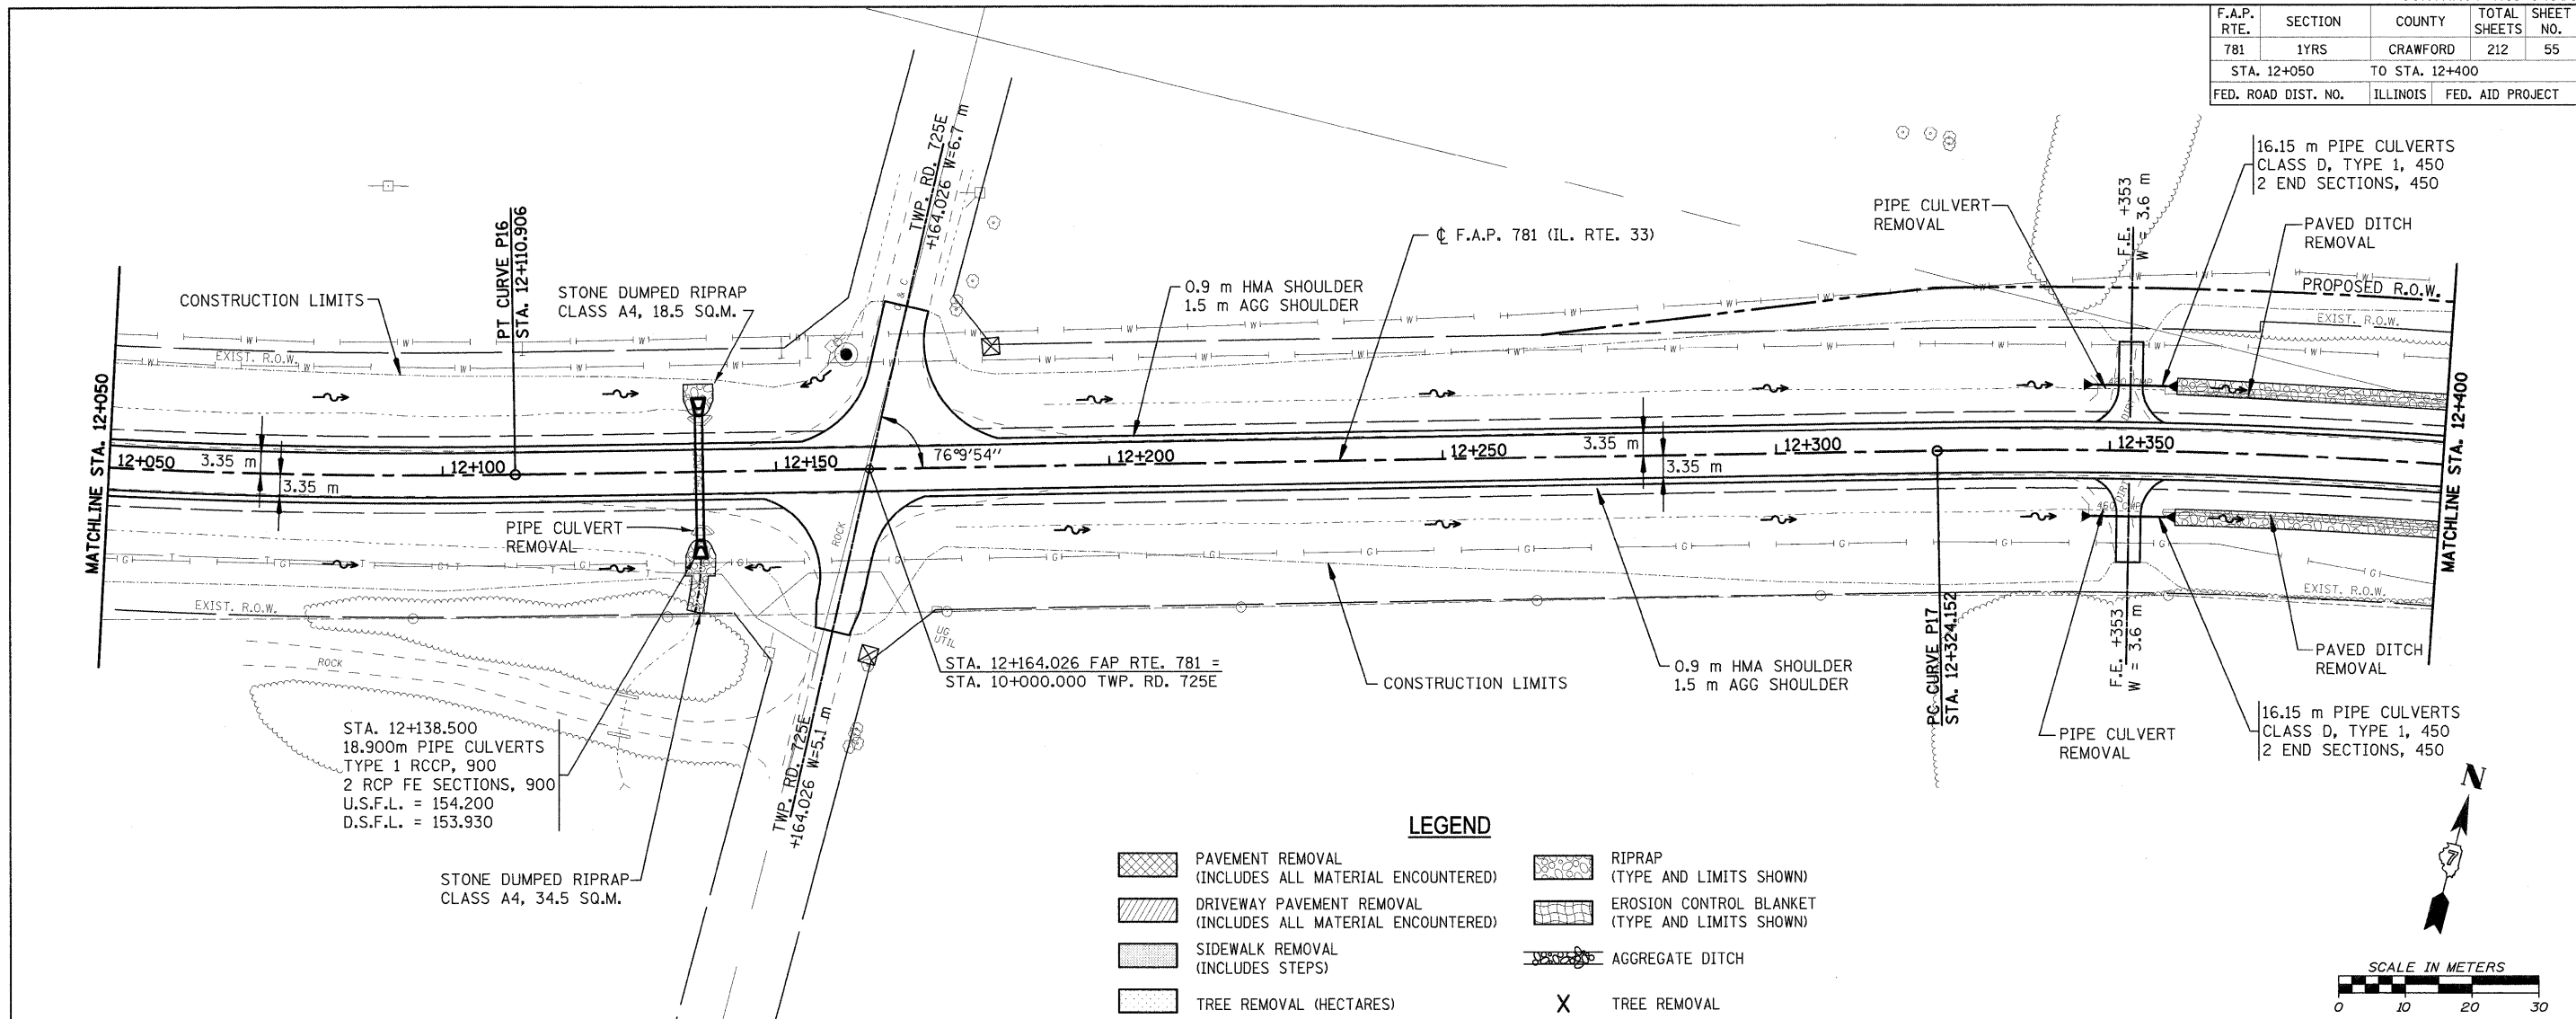 F.A.P. RTE. SECTION COUNTY TOTAL SHEETS SHEET NO.
781 1YRS CRAWFORD 212 55
STA. 12+050 TO STA. 12+400
FED. ROAD DIST. NO. ILLINOIS FED. AID PROJECT
16.15 m PIPE CULVERTS
CLASS D, TYPE 1, 450
2 END SECTIONS, 450
PIPE CULVERT
REMOVAL
F.E. +353
W = 3.6 m
PAVED DITCH
REMOVAL
TWP. RD. 725E
+164.026 W=6.7 m
℄ F.A.P. 781 (IL. RTE. 33)
PT CURVE P16
STA. 12+110.906
CONSTRUCTION LIMITS
STONE DUMPED RIPRAP
CLASS A4, 18.5 SQ.M.
0.9 m HMA SHOULDER
1.5 m AGG SHOULDER
PROPOSED R.O.W.
EXIST. R.O.W.
EXIST. R.O.W.
MATCHLINE STA. 12+050
MATCHLINE STA. 12+400
12+050
3.35 m
3.35 m
12+100
12+150
76°9'54"
12+200
12+250
3.35 m
3.35 m
12+300
12+350
DIRT
DIRT
460 CMP
PIPE CULVERT
REMOVAL
ROCK
EXIST. R.O.W.
EXIST. R.O.W.
ROCK
UG
UTIL
STA. 12+164.026 FAP RTE. 781 =
STA. 10+000.000 TWP. RD. 725E
CONSTRUCTION LIMITS
0.9 m HMA SHOULDER
1.5 m AGG SHOULDER
PC CURVE P17
STA. 12+324.152
F.E. +353
W = 3.6 m
PAVED DITCH
REMOVAL
PIPE CULVERT
REMOVAL
16.15 m PIPE CULVERTS
CLASS D, TYPE 1, 450
2 END SECTIONS, 450
TWP. RD. 725E
+164.026 W=5.1 m
STA. 12+138.500
18.900m PIPE CULVERTS
TYPE 1 RCCP, 900
2 RCP FE SECTIONS, 900
U.S.F.L. = 154.200
D.S.F.L. = 153.930
STONE DUMPED RIPRAP
CLASS A4, 34.5 SQ.M.
LEGEND
PAVEMENT REMOVAL
(INCLUDES ALL MATERIAL ENCOUNTERED)
DRIVEWAY PAVEMENT REMOVAL
(INCLUDES ALL MATERIAL ENCOUNTERED)
SIDEWALK REMOVAL
(INCLUDES STEPS)
TREE REMOVAL (HECTARES)
RIPRAP
(TYPE AND LIMITS SHOWN)
EROSION CONTROL BLANKET
(TYPE AND LIMITS SHOWN)
AGGREGATE DITCH
X TREE REMOVAL
N
7
SCALE IN METERS
0 10 20 30